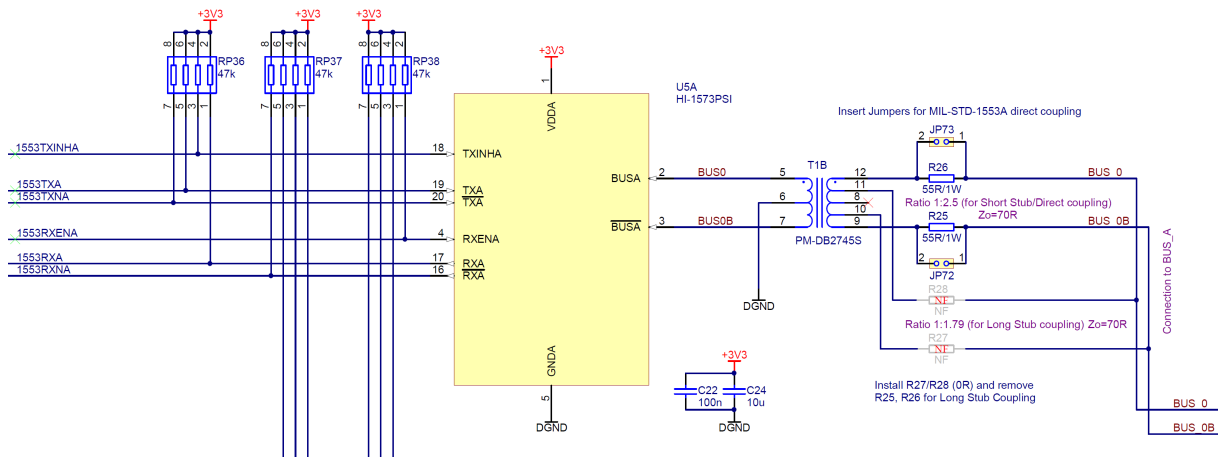 +3V3
+3V3
+3V3
8 6 4 2
RP36
47k
7 5 3 1
8 6 4 2
RP37
47k
7 5 3 1
8 6 4 2
RP38
47k
7 5 3 1
+3V3
1
VDDA
U5A
HI-1573PSI
1553TXINHA
18
TXINHA
1553TXA
19
TXA
1553TXNA
20
TXA
1553RXENA
4
RXENA
1553RXA
17
RXA
1553RXNA
16
RXA
BUSA
2
BUS0
5
BUSA
3
BUS0B
7
6
T1B
PM-DB2745S
12
11
8
10
9
DGND
GNDA
5
DGND
Insert Jumpers for MIL-STD-1553A direct coupling
JP73
2 1
R26
55R/1W
BUS_0
Ratio 1:2.5 (for Short Stub/Direct coupling)
Zo=70R
R25
55R/1W
BUS_0B
2 1
JP72
R28
NF
NF
Ratio 1:1.79 (for Long Stub coupling) Zo=70R
R27
NF
NF
Connection to BUS_A
+3V3
C22
100n
C24
10u
DGND
Install R27/R28 (0R) and remove
R25, R26 for Long Stub Coupling
BUS_0
BUS_0B